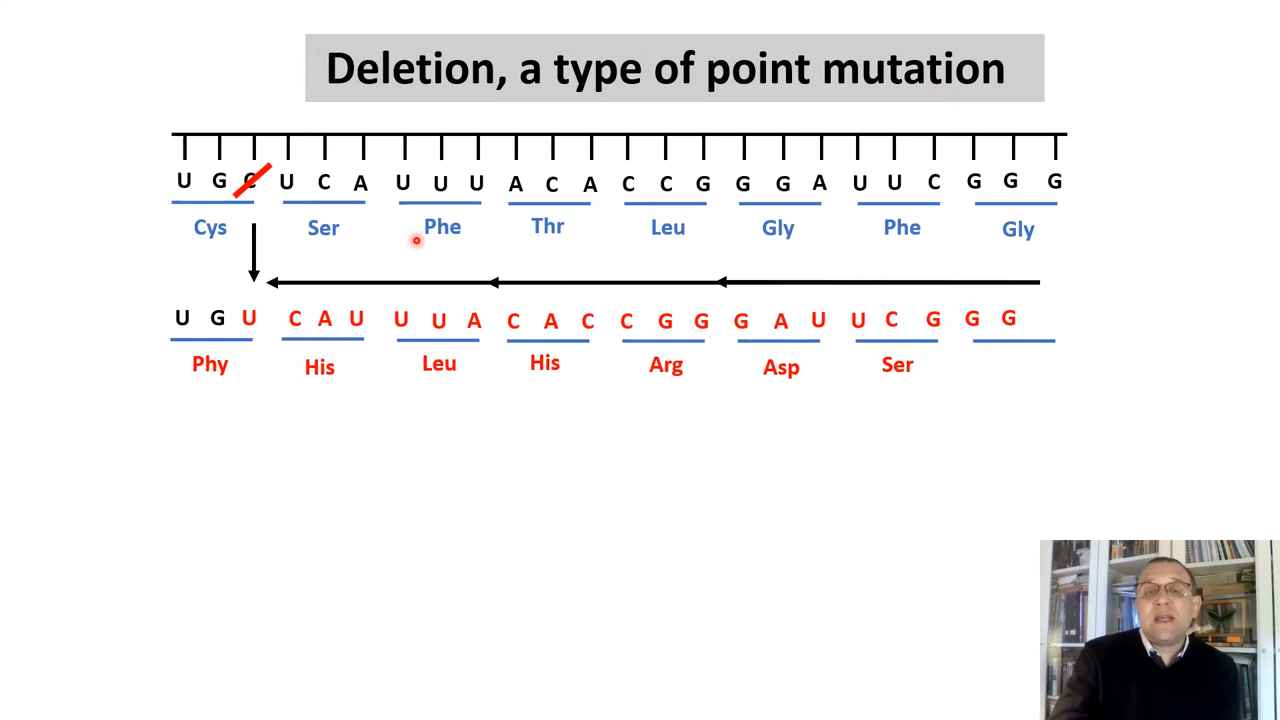 Deletion, a type of point mutation
U G C U C A U U U A C A C C G G G A U U C G G G
Cys Ser Phe Thr Leu Gly Phe Gly
U G U C A U U U A C A C C G G G A U U C G G G
Phy His Leu His Arg Asp Ser